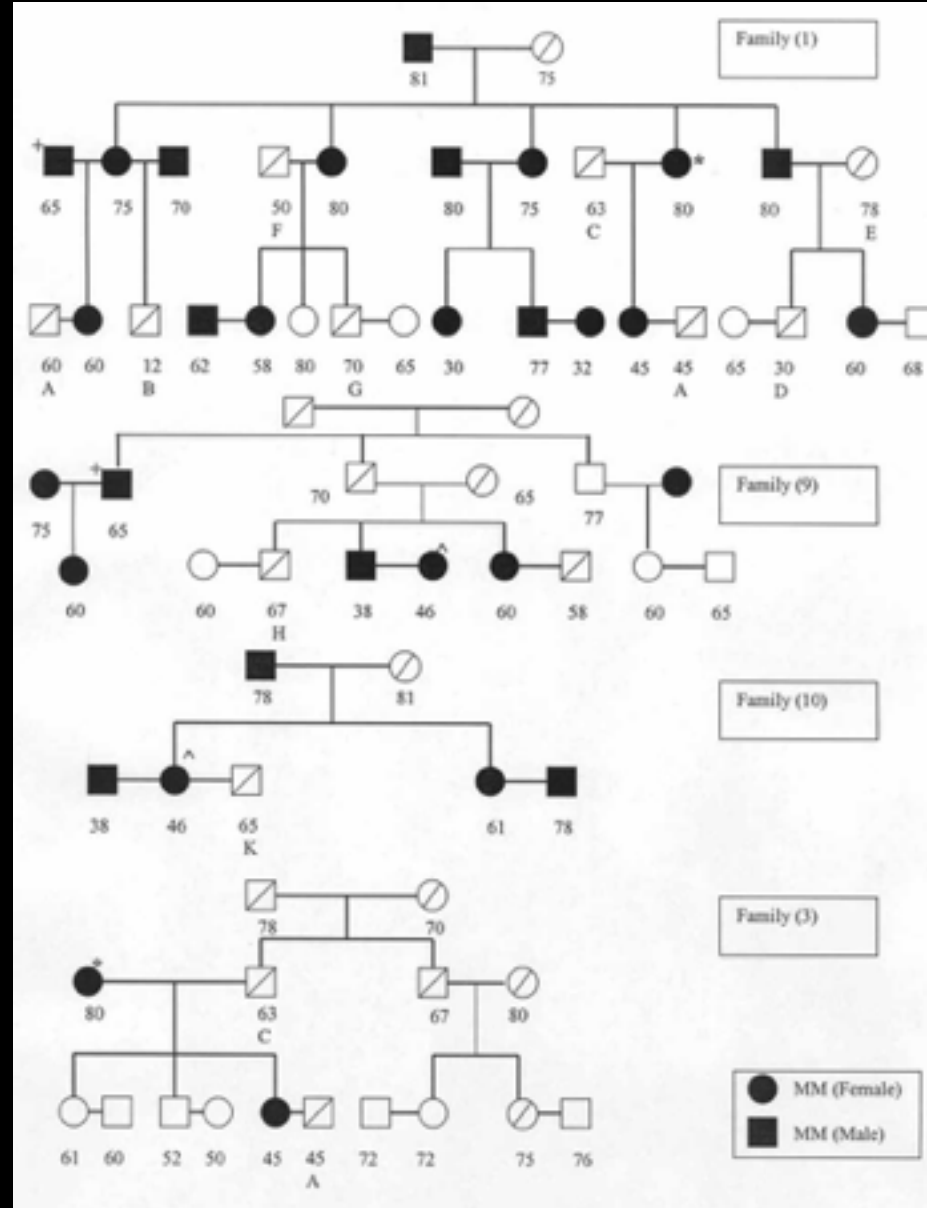 Family (1)
81 75
+ *
65 75 70 50 80 80 75 63 80 80 78
F C E
60 60 12 62 58 80 70 65 30 77 32 45 45 65 30 60 68
A B G A D
+ Family (9)
70 65
75 65 77
^
60 60 67 38 46 60 58 60 65
H
78 81 Family (10)
^
38 46 65 61 78
K
78 70 Family (3)
*
80 63 67 80
C
61 60 52 50 45 45 72 72 75 76
A
MM (Female)
MM (Male)